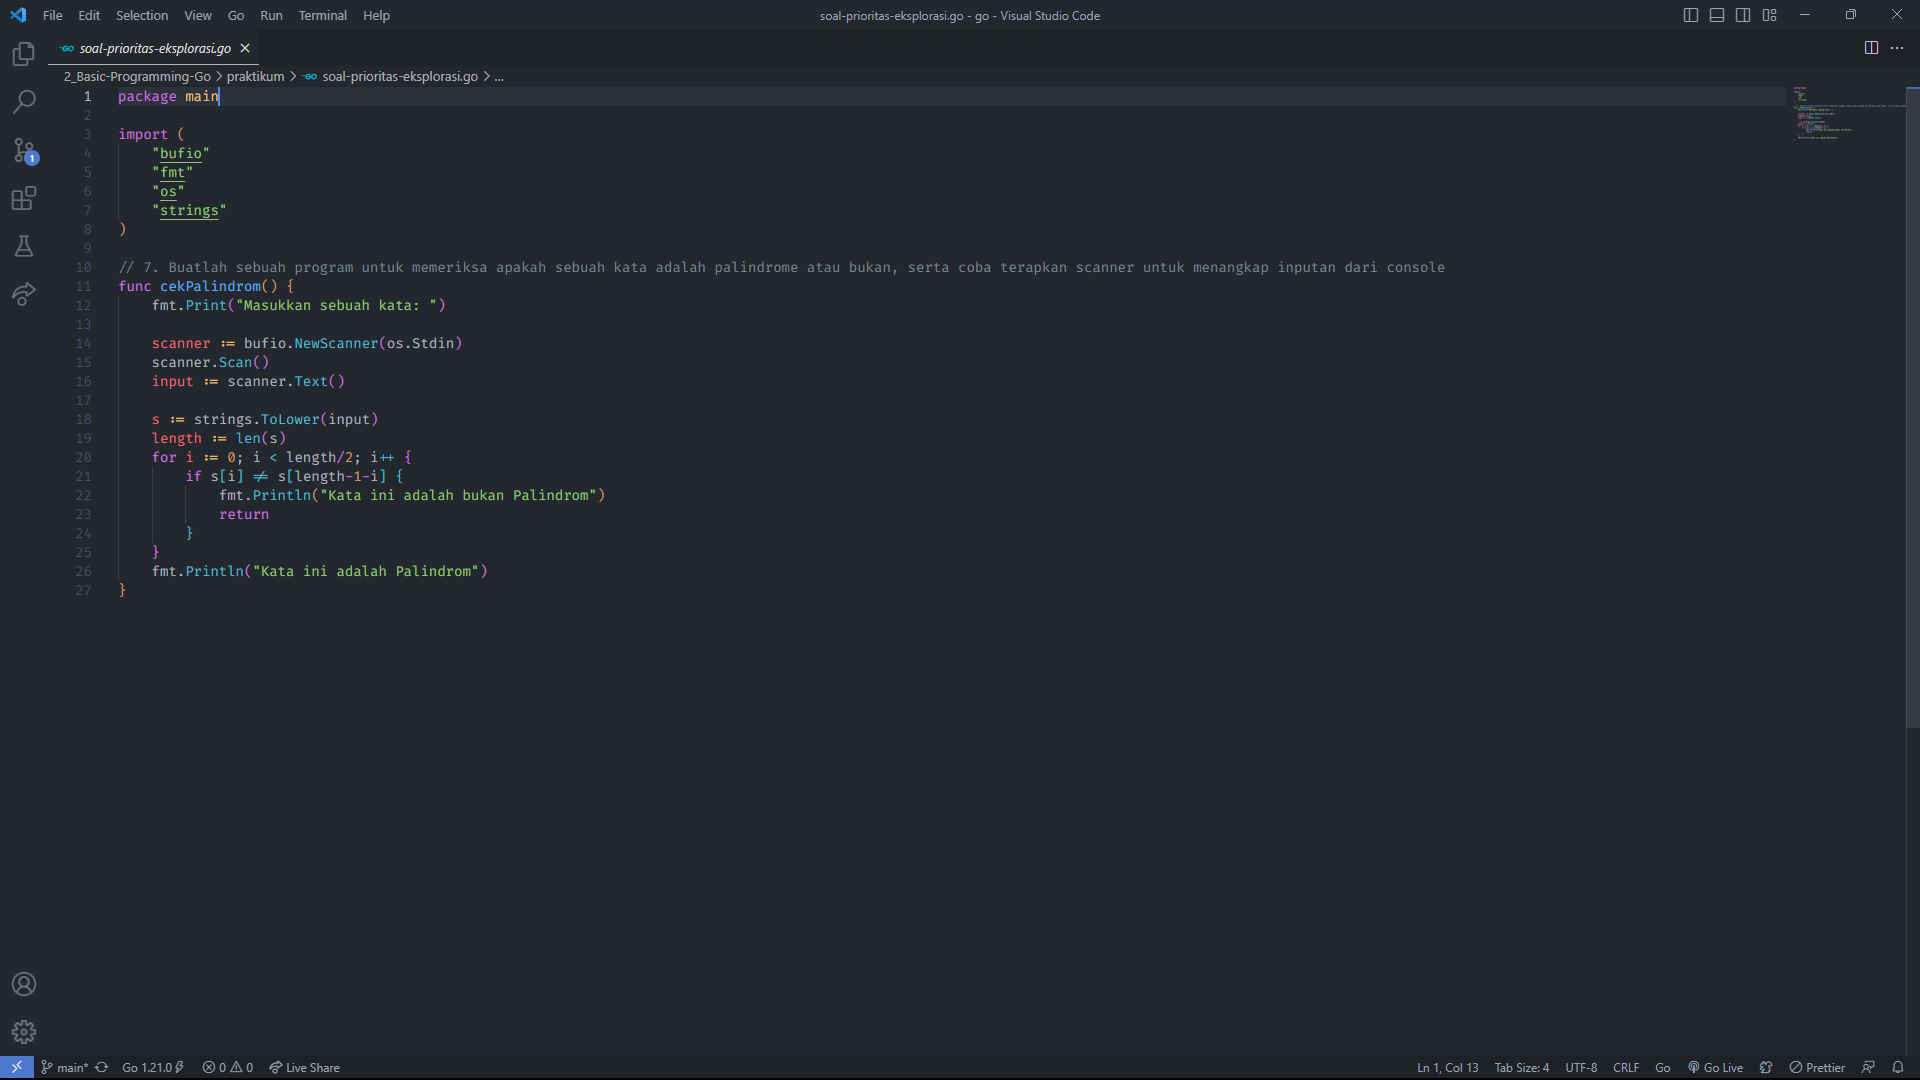 File Edit Selection View Go Run Terminal Help
soal-prioritas-eksplorasi.go - go - Visual Studio Code
soal-prioritas-eksplorasi.go
2_Basic-Programming-Go > praktikum > soal-prioritas-eksplorasi.go > ...
1 package main
2
3 import (
4 "bufio"
5 "fmt"
6 "os"
7 "strings"
8 )
9
10 // 7. Buatlah sebuah program untuk memeriksa apakah sebuah kata adalah palindrome atau bukan, serta coba terapkan scanner untuk menangkap inputan dari console
11 func cekPalindrom() {
12 fmt.Print("Masukkan sebuah kata: ")
13
14 scanner := bufio.NewScanner(os.Stdin)
15 scanner.Scan()
16 input := scanner.Text()
17
18 s := strings.ToLower(input)
19 length := len(s)
20 for i := 0; i < length/2; i++ {
21 if s[i] != s[length-1-i] {
22 fmt.Println("Kata ini adalah bukan Palindrom")
23 return
24 }
25 }
26 fmt.Println("Kata ini adalah Palindrom")
27 }
1
main* Go 1.21.0 0 0 Live Share
Ln 1, Col 13 Tab Size: 4 UTF-8 CRLF Go Go Live Prettier